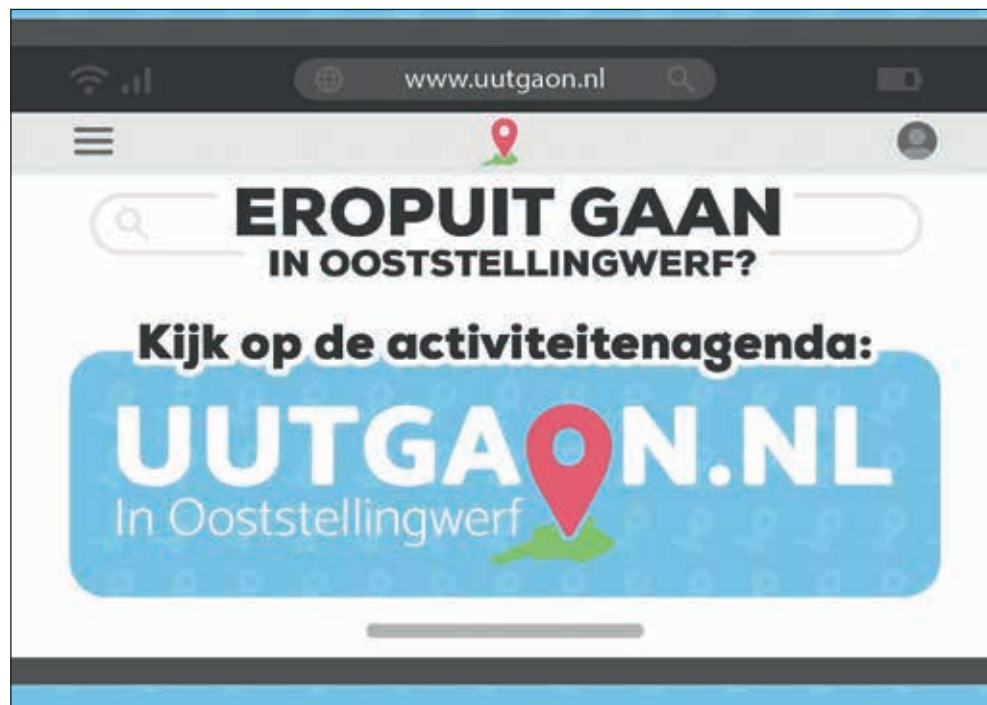 www.uutgaon.nl
EROPUIT GAAN
IN OOSTSTELLINGWERF?
Kijk op de activiteitenagenda:
UUTGAON.NL
In Ooststellingwerf